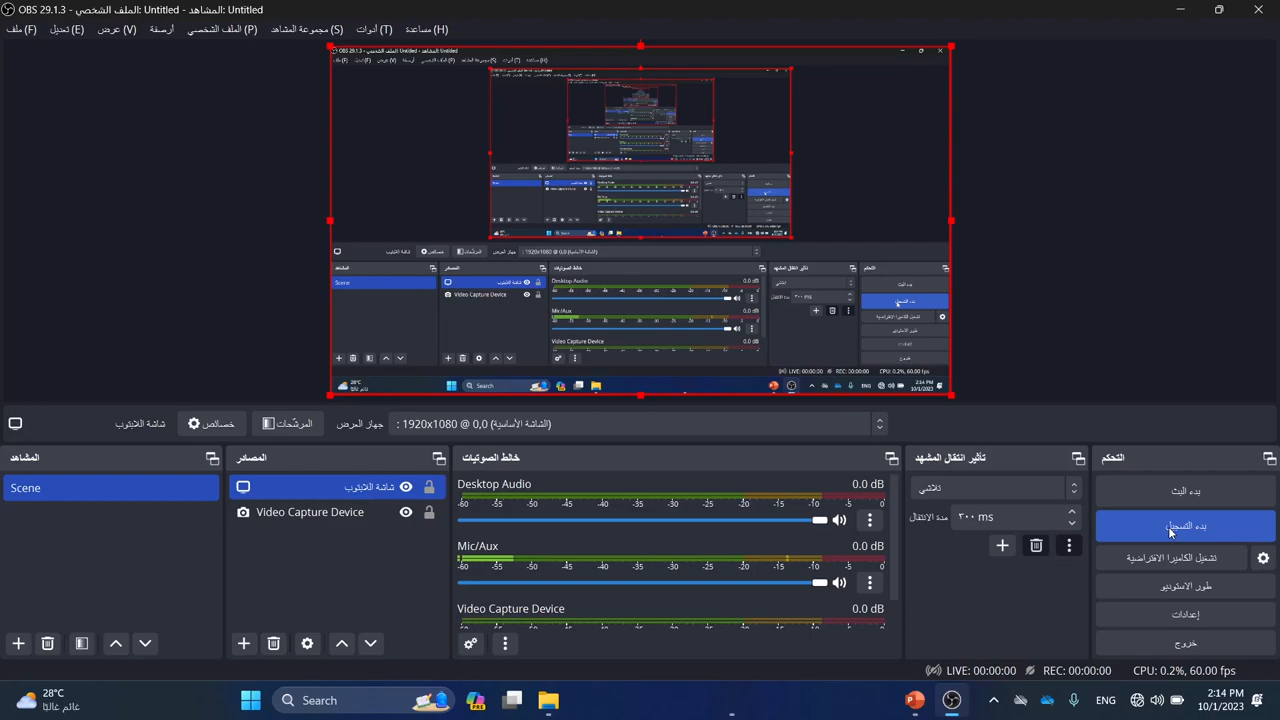 OBS 29.1.3 - الملف الشخصي: Untitled - المشاهد: Untitled
ملف (F)
تعديل (E)
عرض (V)
الملف الشخصي (P)
أرصفة
مجموعة المشاهد (S)
أدوات (T)
مساعدة (H)
شاشة اللابتوب
خصائص
المرشّحات
جهاز العرض
: 1920x1080 @ 0,0 (الشاشة الأساسية)
المشاهد
المصادر
خالط الصوتيات
تأثير انتقال المشهد
التحكم
Scene
شاشة اللابتوب
Video Capture Device
Desktop Audio
0.0 dB
-60 -55 -50 -45 -40 -35 -30 -25 -20 -15 -10 -5 0
Mic/Aux
0.0 dB
-60 -55 -50 -45 -40 -35 -30 -25 -20 -15 -10 -5 0
Video Capture Device
0.0 dB
تلاشي
مدة الانتقال
٣٠٠ ms
بدء البث
بدء التسجيل
تشغيل الكاميرا الافتراضية
طور الاستوديو
إعدادات
خروج
LIVE: 00:00:00
REC: 00:00:00
CPU: 0.2%, 60.00 fps
28°C
غائم غالبًا
Search
PRE
ENG
2:14 PM
10/1/2023